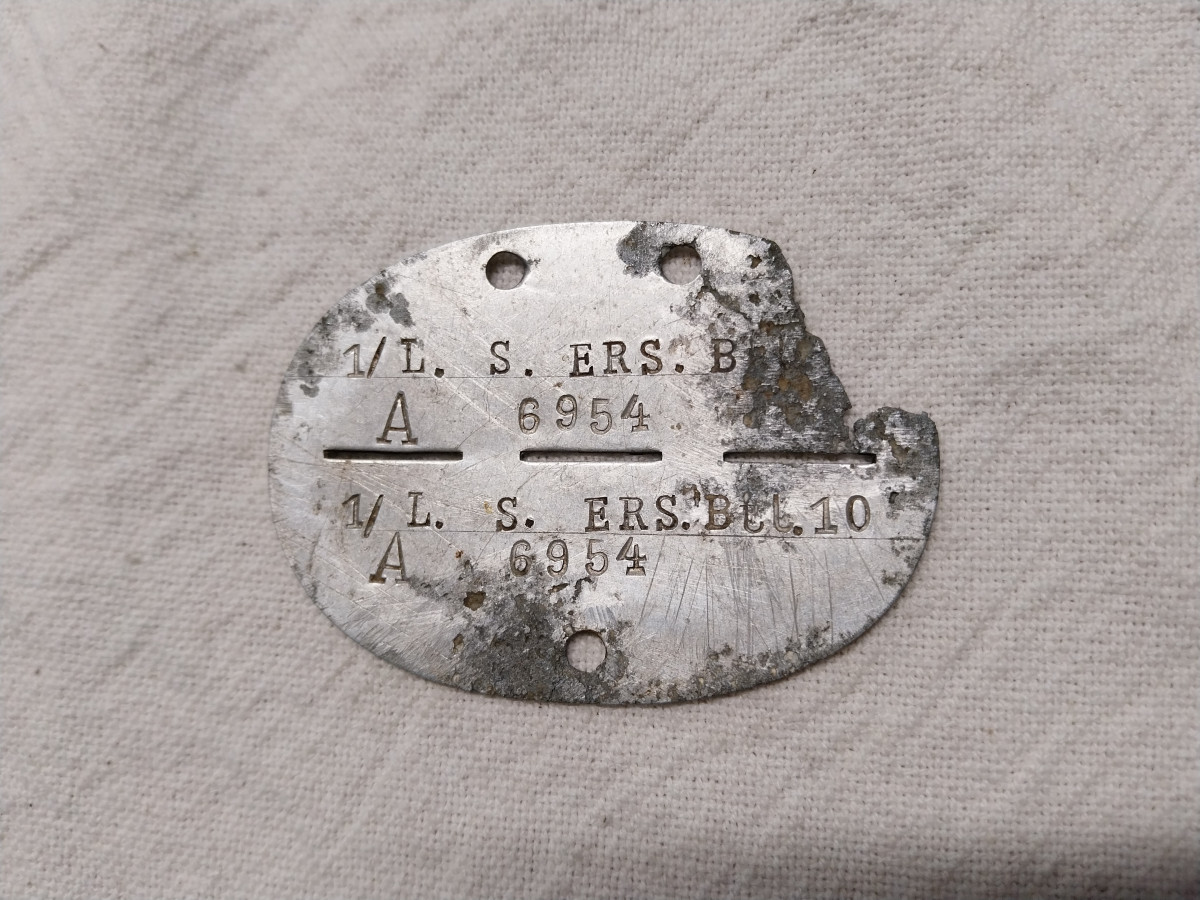 1/L. S. ERS. B
A 6954
1/L. S. ERS. Btl. 10
A 6954